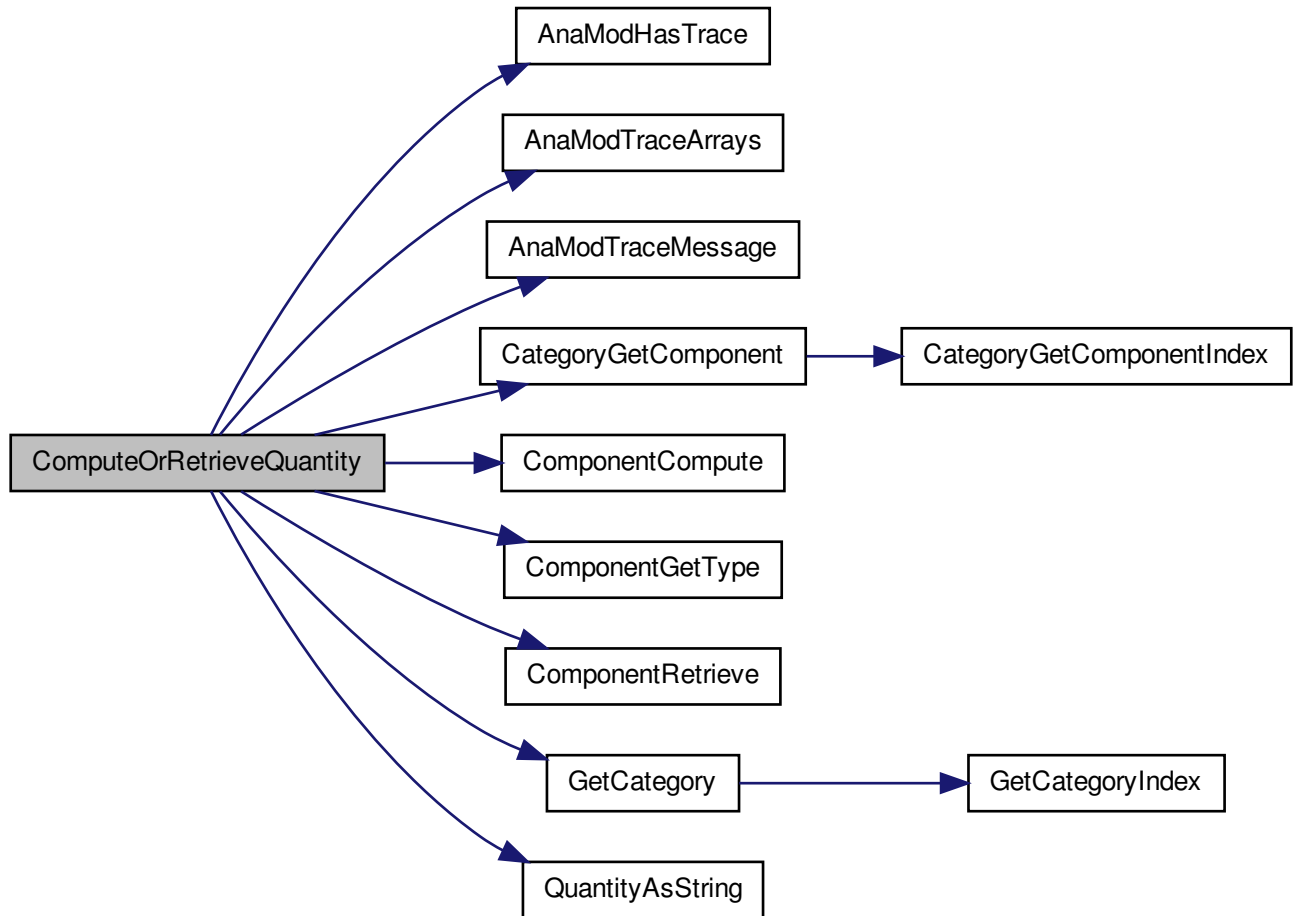 AnaModHasTrace
AnaModTraceArrays
AnaModTraceMessage
CategoryGetComponent
CategoryGetComponentIndex
ComputeOrRetrieveQuantity
ComponentCompute
ComponentGetType
ComponentRetrieve
GetCategory
GetCategoryIndex
QuantityAsString